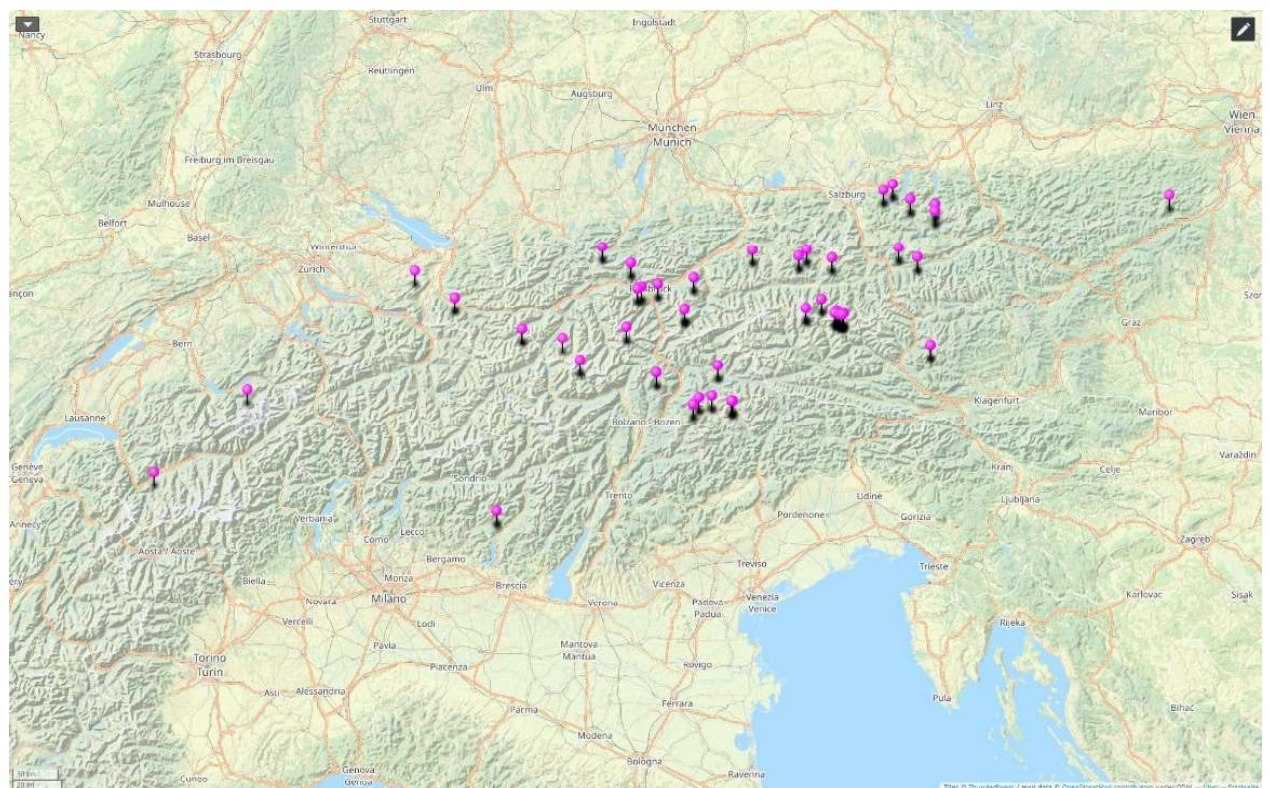 Stuttgart
Ingolstadt
Nancy
Strasbourg
Reutlingen
Ulm
Augsburg
Linz
München
Munich
Wien
Vienna
Freiburg im Breisgau
Salzburg
Mulhouse
Belfort
Basel
Winterthur
Zürich
Bern
Graz
Lausanne
Klagenfurt
Maribor
Bolzano - Bozen
Genève
Geneva
Sondrio
Kranj
Celje
Varaždin
Trento
Udine
Ljubljana
Annecy
Verbania
Pordenone
Gorizia
Zagreb
Aosta / Aoste
Como
Lecco
Bergamo
Treviso
Trieste
Biella
Monza
Brescia
Vicenza
Novara
Milano
Verona
Padova
Padua
Venezia
Venice
Karlovac
Sisak
Vercelli
Lodi
Rijeka
Pavia
Mantova
Mantua
Torino
Turin
Piacenza
Rovigo
Asti
Alessandria
Ferrara
Pula
Parma
Bihać
Modena
Bologna
Genova
Genoa
Ravenna
Cuneo